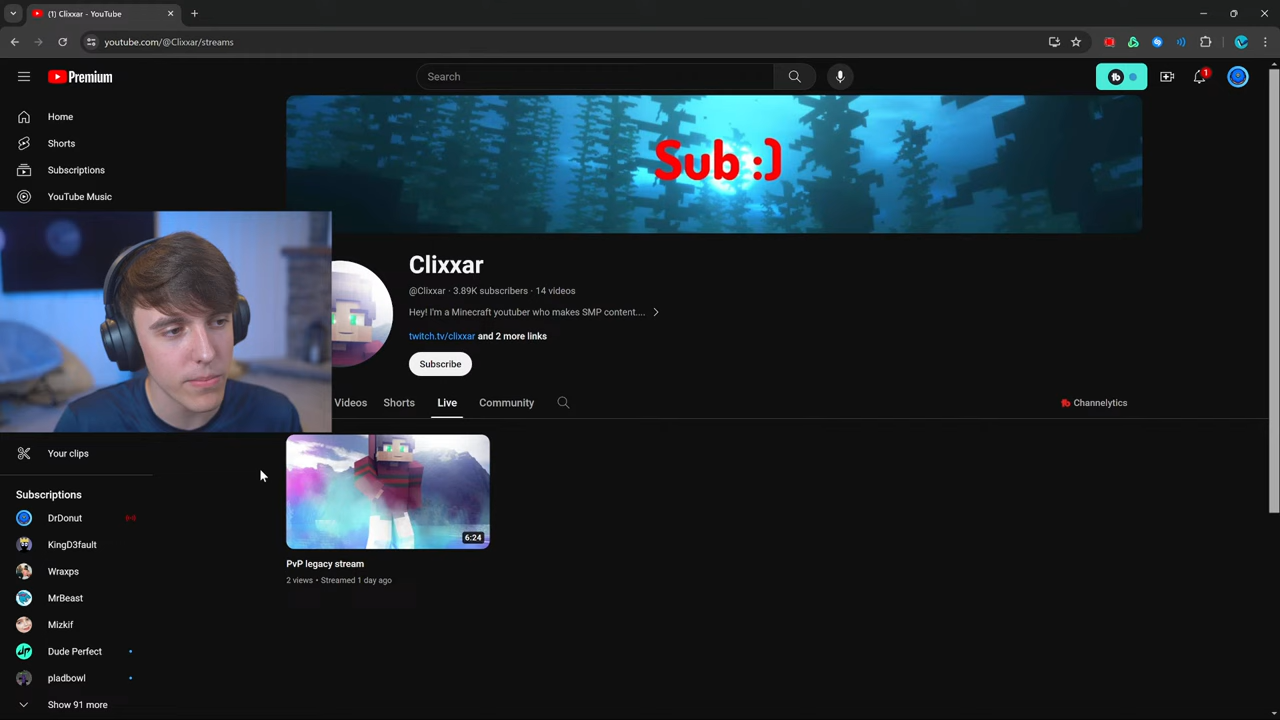 (1) Clixxar - YouTube
youtube.com/@Clixxar/streams
Premium
Search
1
Home
Shorts
Subscriptions
YouTube Music
Sub :)
Clixxar
@Clixxar · 3.89K subscribers · 14 videos
Hey! I'm a Minecraft youtuber who makes SMP content....
twitch.tv/clixxar and 2 more links
Subscribe
Videos Shorts Live Community
Channelytics
Your clips
Subscriptions
DrDonut
KingD3fault
Wraxps
MrBeast
Mizkif
Dude Perfect
pladbowl
Show 91 more
6:24
PvP legacy stream
2 views • Streamed 1 day ago